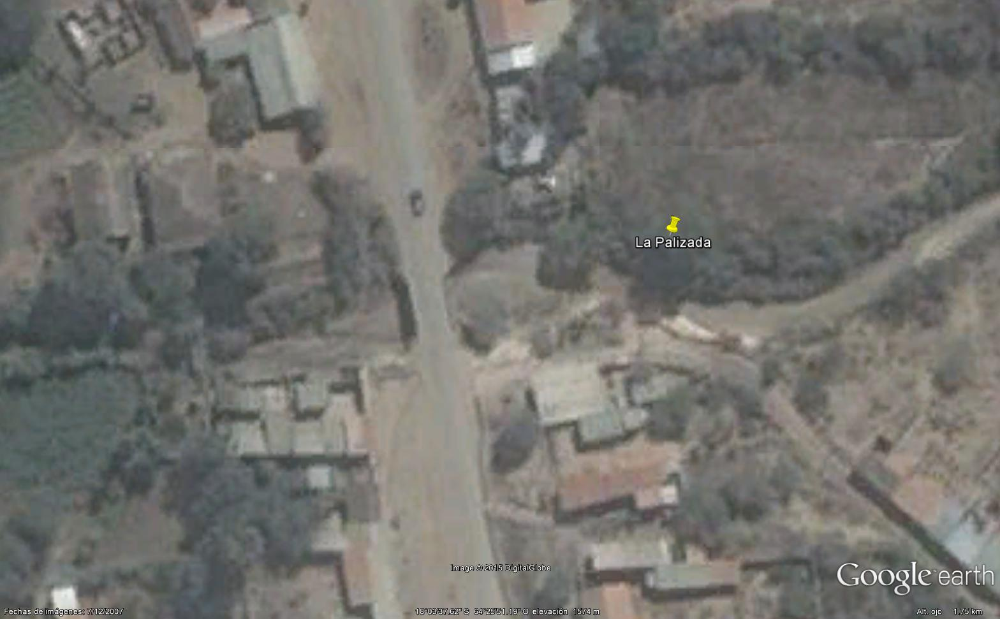 La Palizada
Image © 2015 DigitalGlobe
Google earth
Fechas de imágenes: 7/12/2007 18°03'37.62" S 64°25'51.19" O elevación 1574 m Alt. ojo 1.75 km